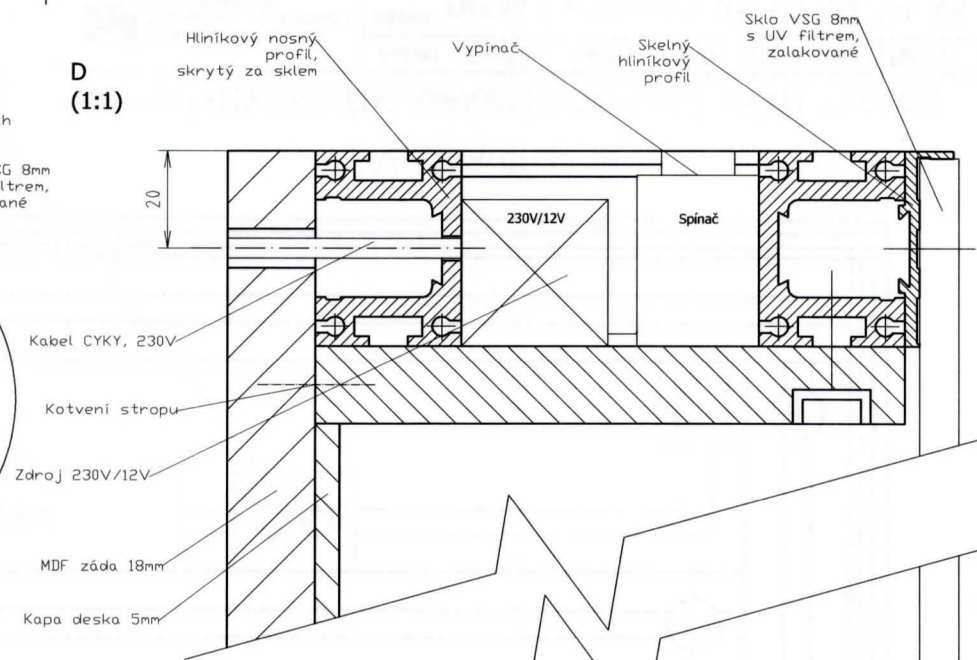 Hliníkový nosný
profil,
skrytý za sklem
Vypínač
Skelný
hliníkový
profil
Sklo VSG 8mm
s UV filtrem,
zalakované
D
(1:1)
20
230V/12V
Spínač
Kabel CYKY, 230V
Kotvení stropu
Zdroj 230V/12V
MDF záda 18mm
Kapa deska 5mm
8mm